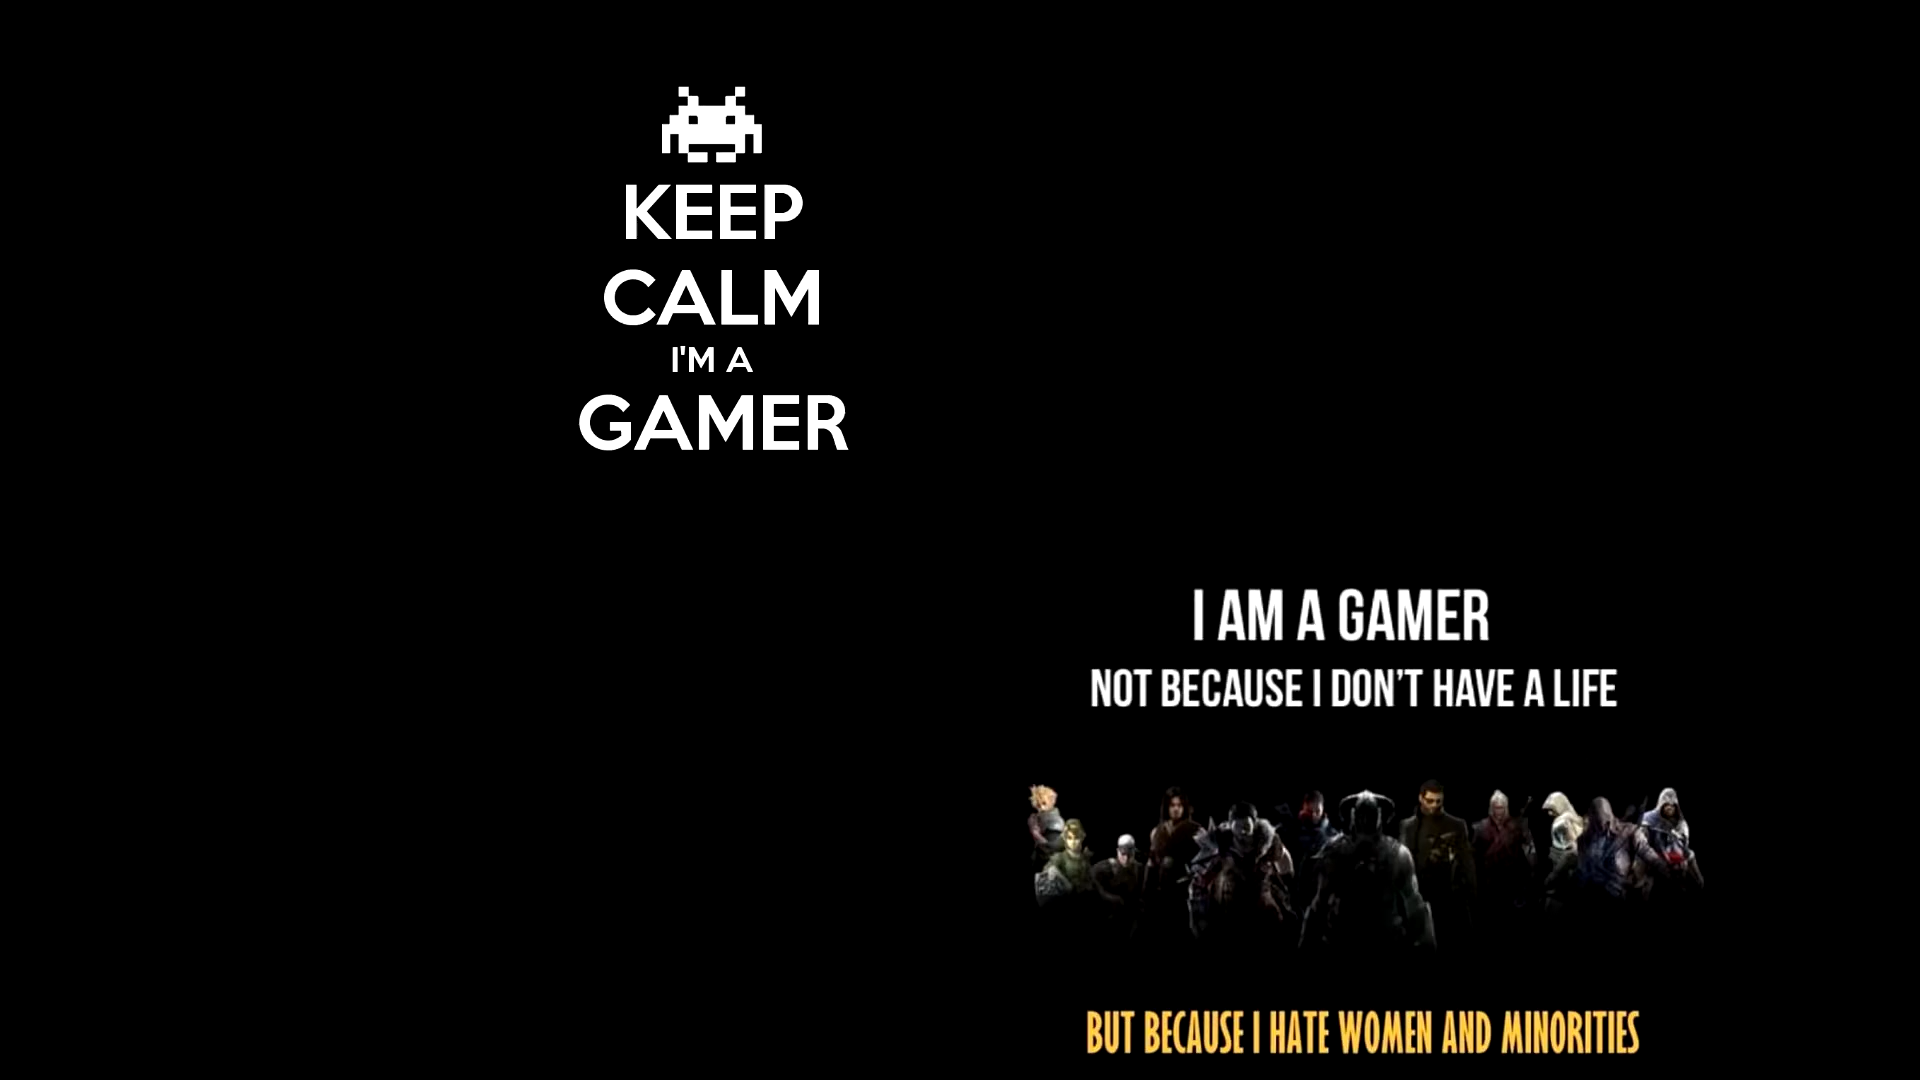 KEEP
CALM
I'M A
GAMER
I AM A GAMER
NOT BECAUSE I DON’T HAVE A LIFE
BUT BECAUSE I HATE WOMEN AND MINORITIES